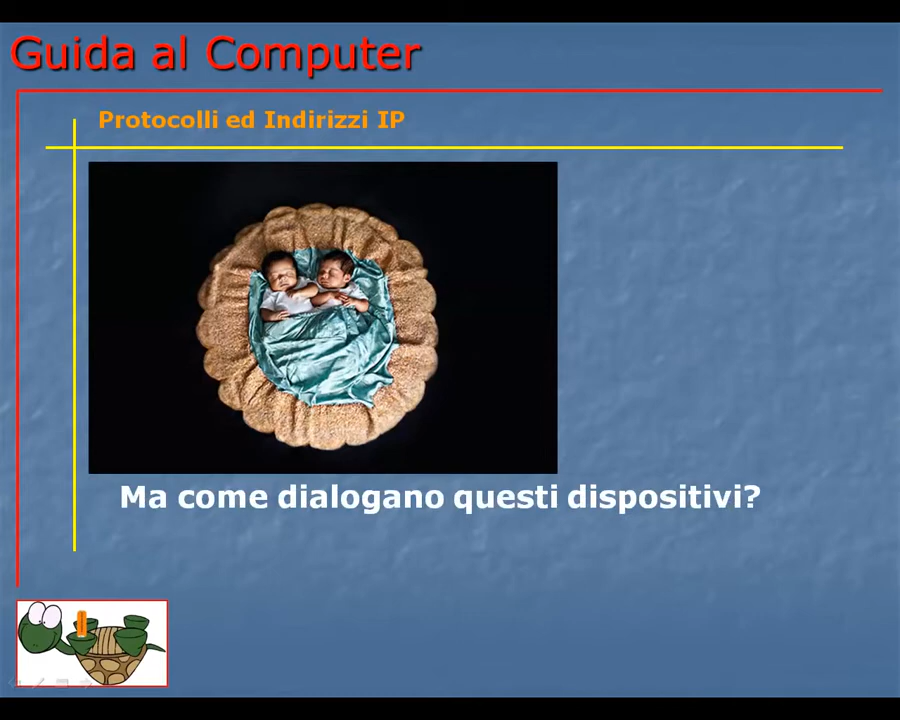 Guida al Computer
Protocolli ed Indirizzi IP
Ma come dialogano questi dispositivi?